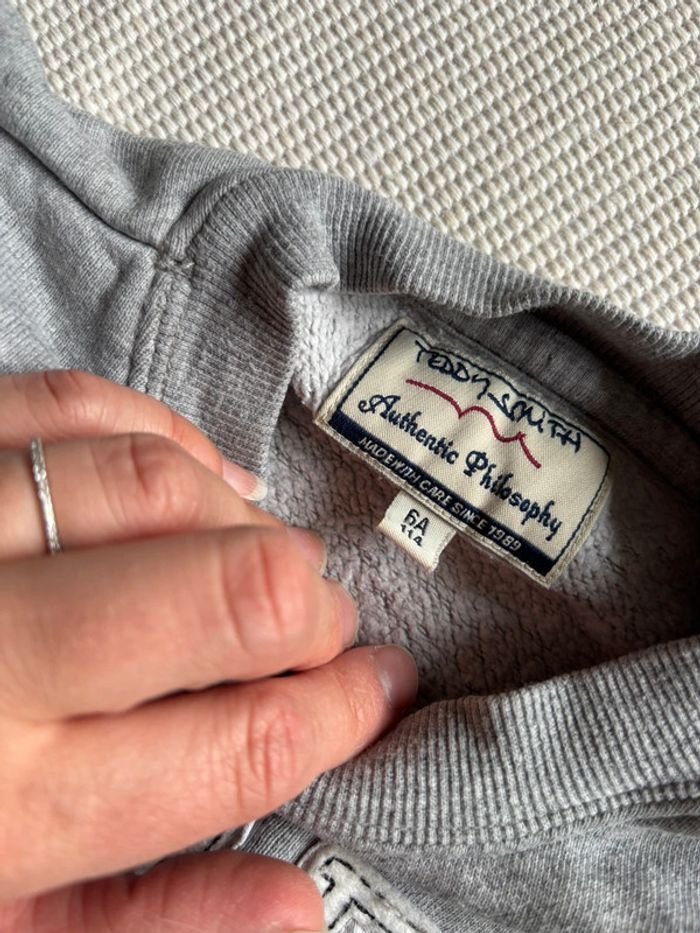 TEDDY SMITH
Authentic Philosophy
MADE WITH CARE SINCE 1989
6A
114